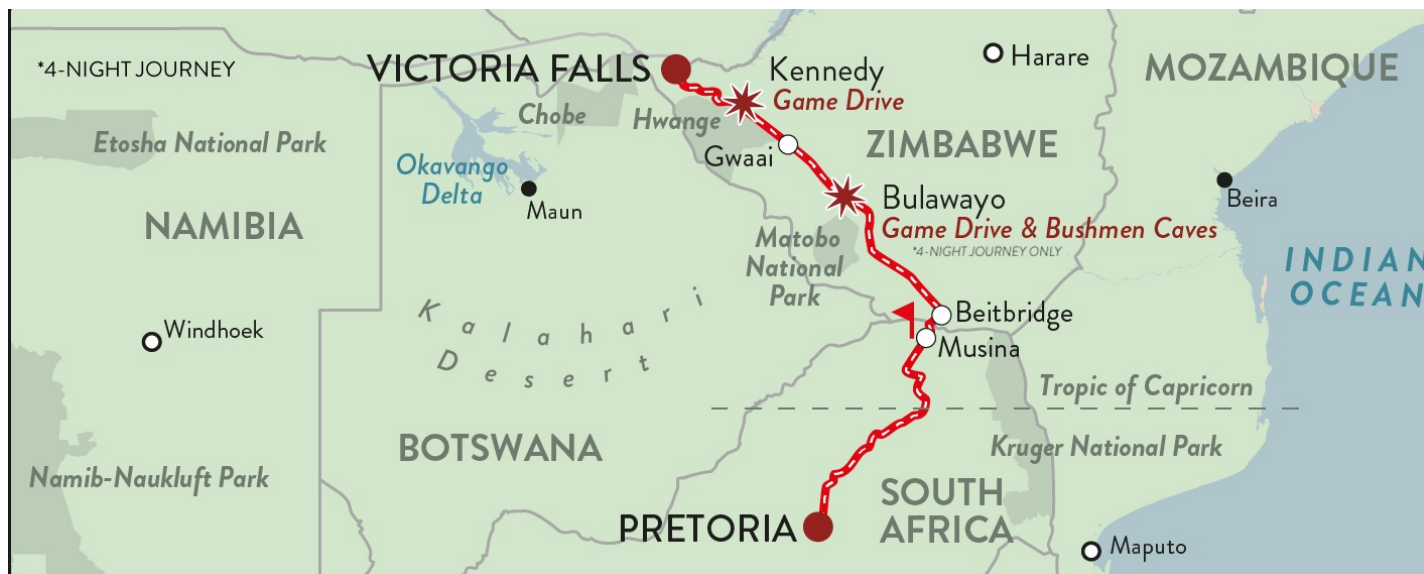 *4-NIGHT JOURNEY
VICTORIA FALLS
Kennedy
Game Drive
Harare
MOZAMBIQUE
Chobe
Hwange
Etosha National Park
Gwaai
ZIMBABWE
Okavango
Delta
Maun
Bulawayo
Game Drive & Bushmen Caves
*4-NIGHT JOURNEY ONLY
Beira
NAMIBIA
Matobo
National
Park
INDIAN
OCEAN
Kalahari
Desert
Windhoek
Beitbridge
Musina
Tropic of Capricorn
BOTSWANA
Kruger National Park
Namib-Naukluft Park
SOUTH
AFRICA
PRETORIA
Maputo